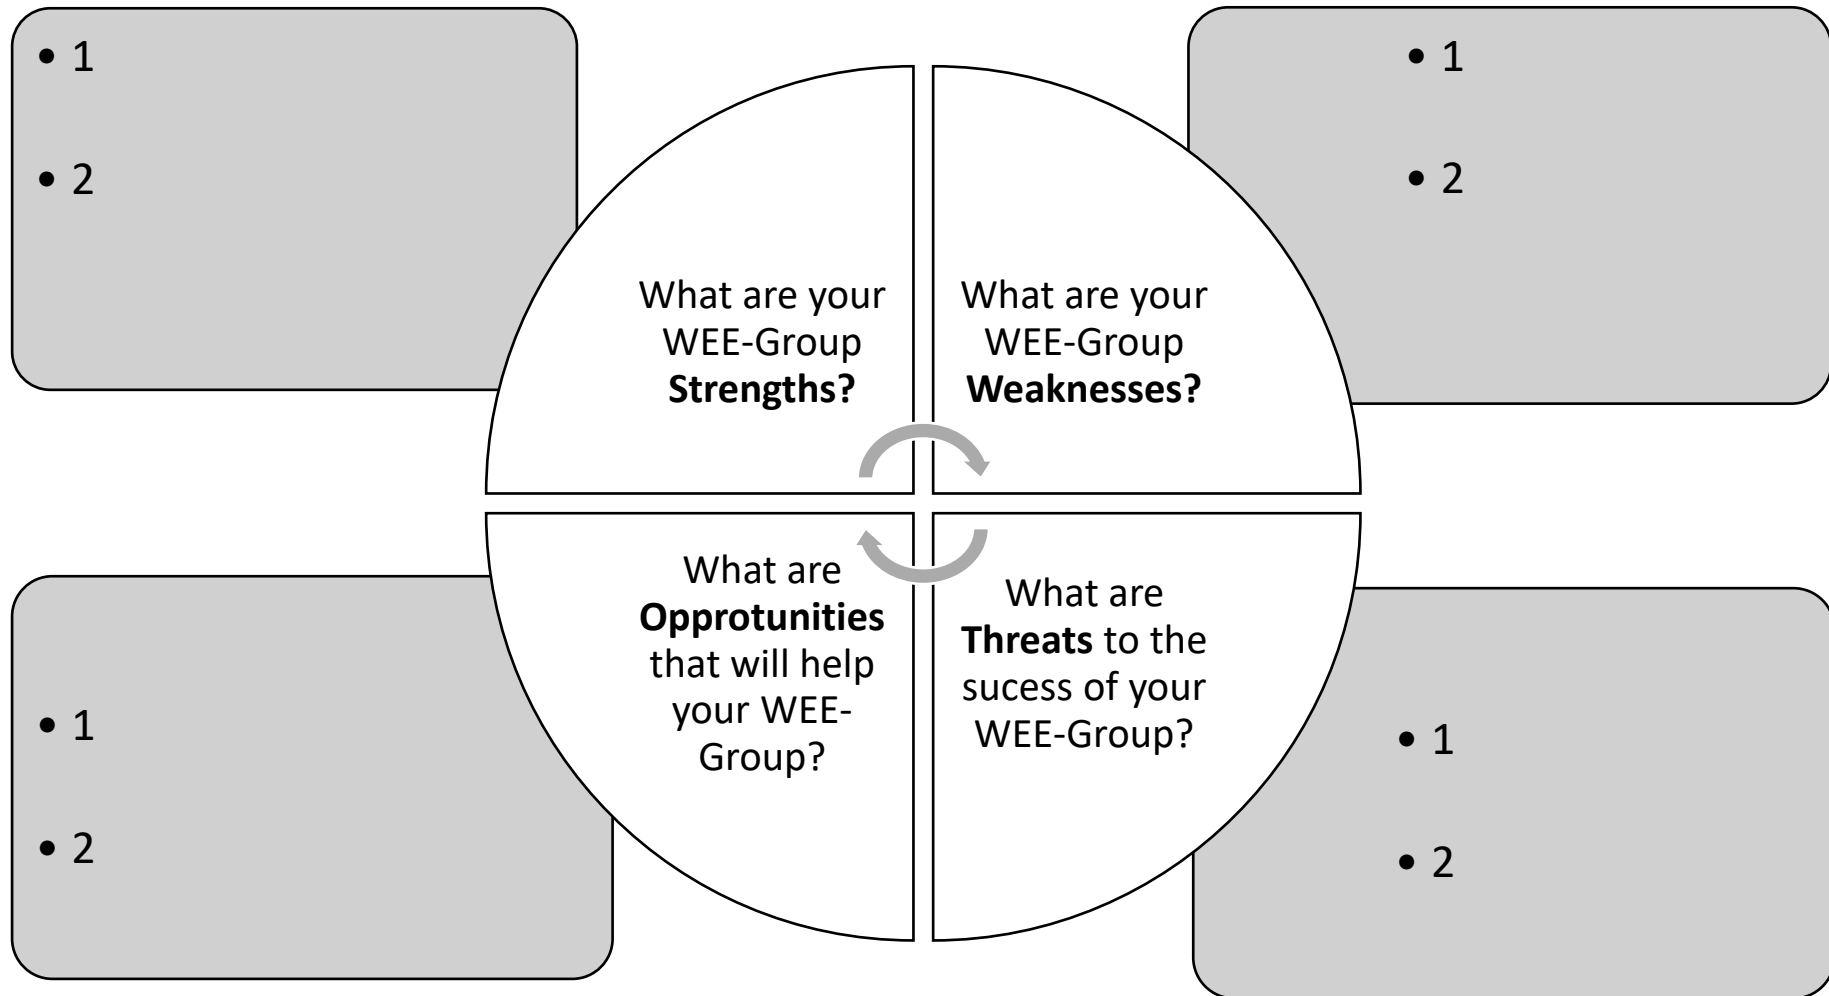 • 1
• 2
• 1
• 2
What are your
WEE-Group
Strengths?
What are your
WEE-Group
Weaknesses?
What are
Opprotunities
that will help
your WEE-
Group?
What are
Threats to the
sucess of your
WEE-Group?
• 1
• 2
• 1
• 2